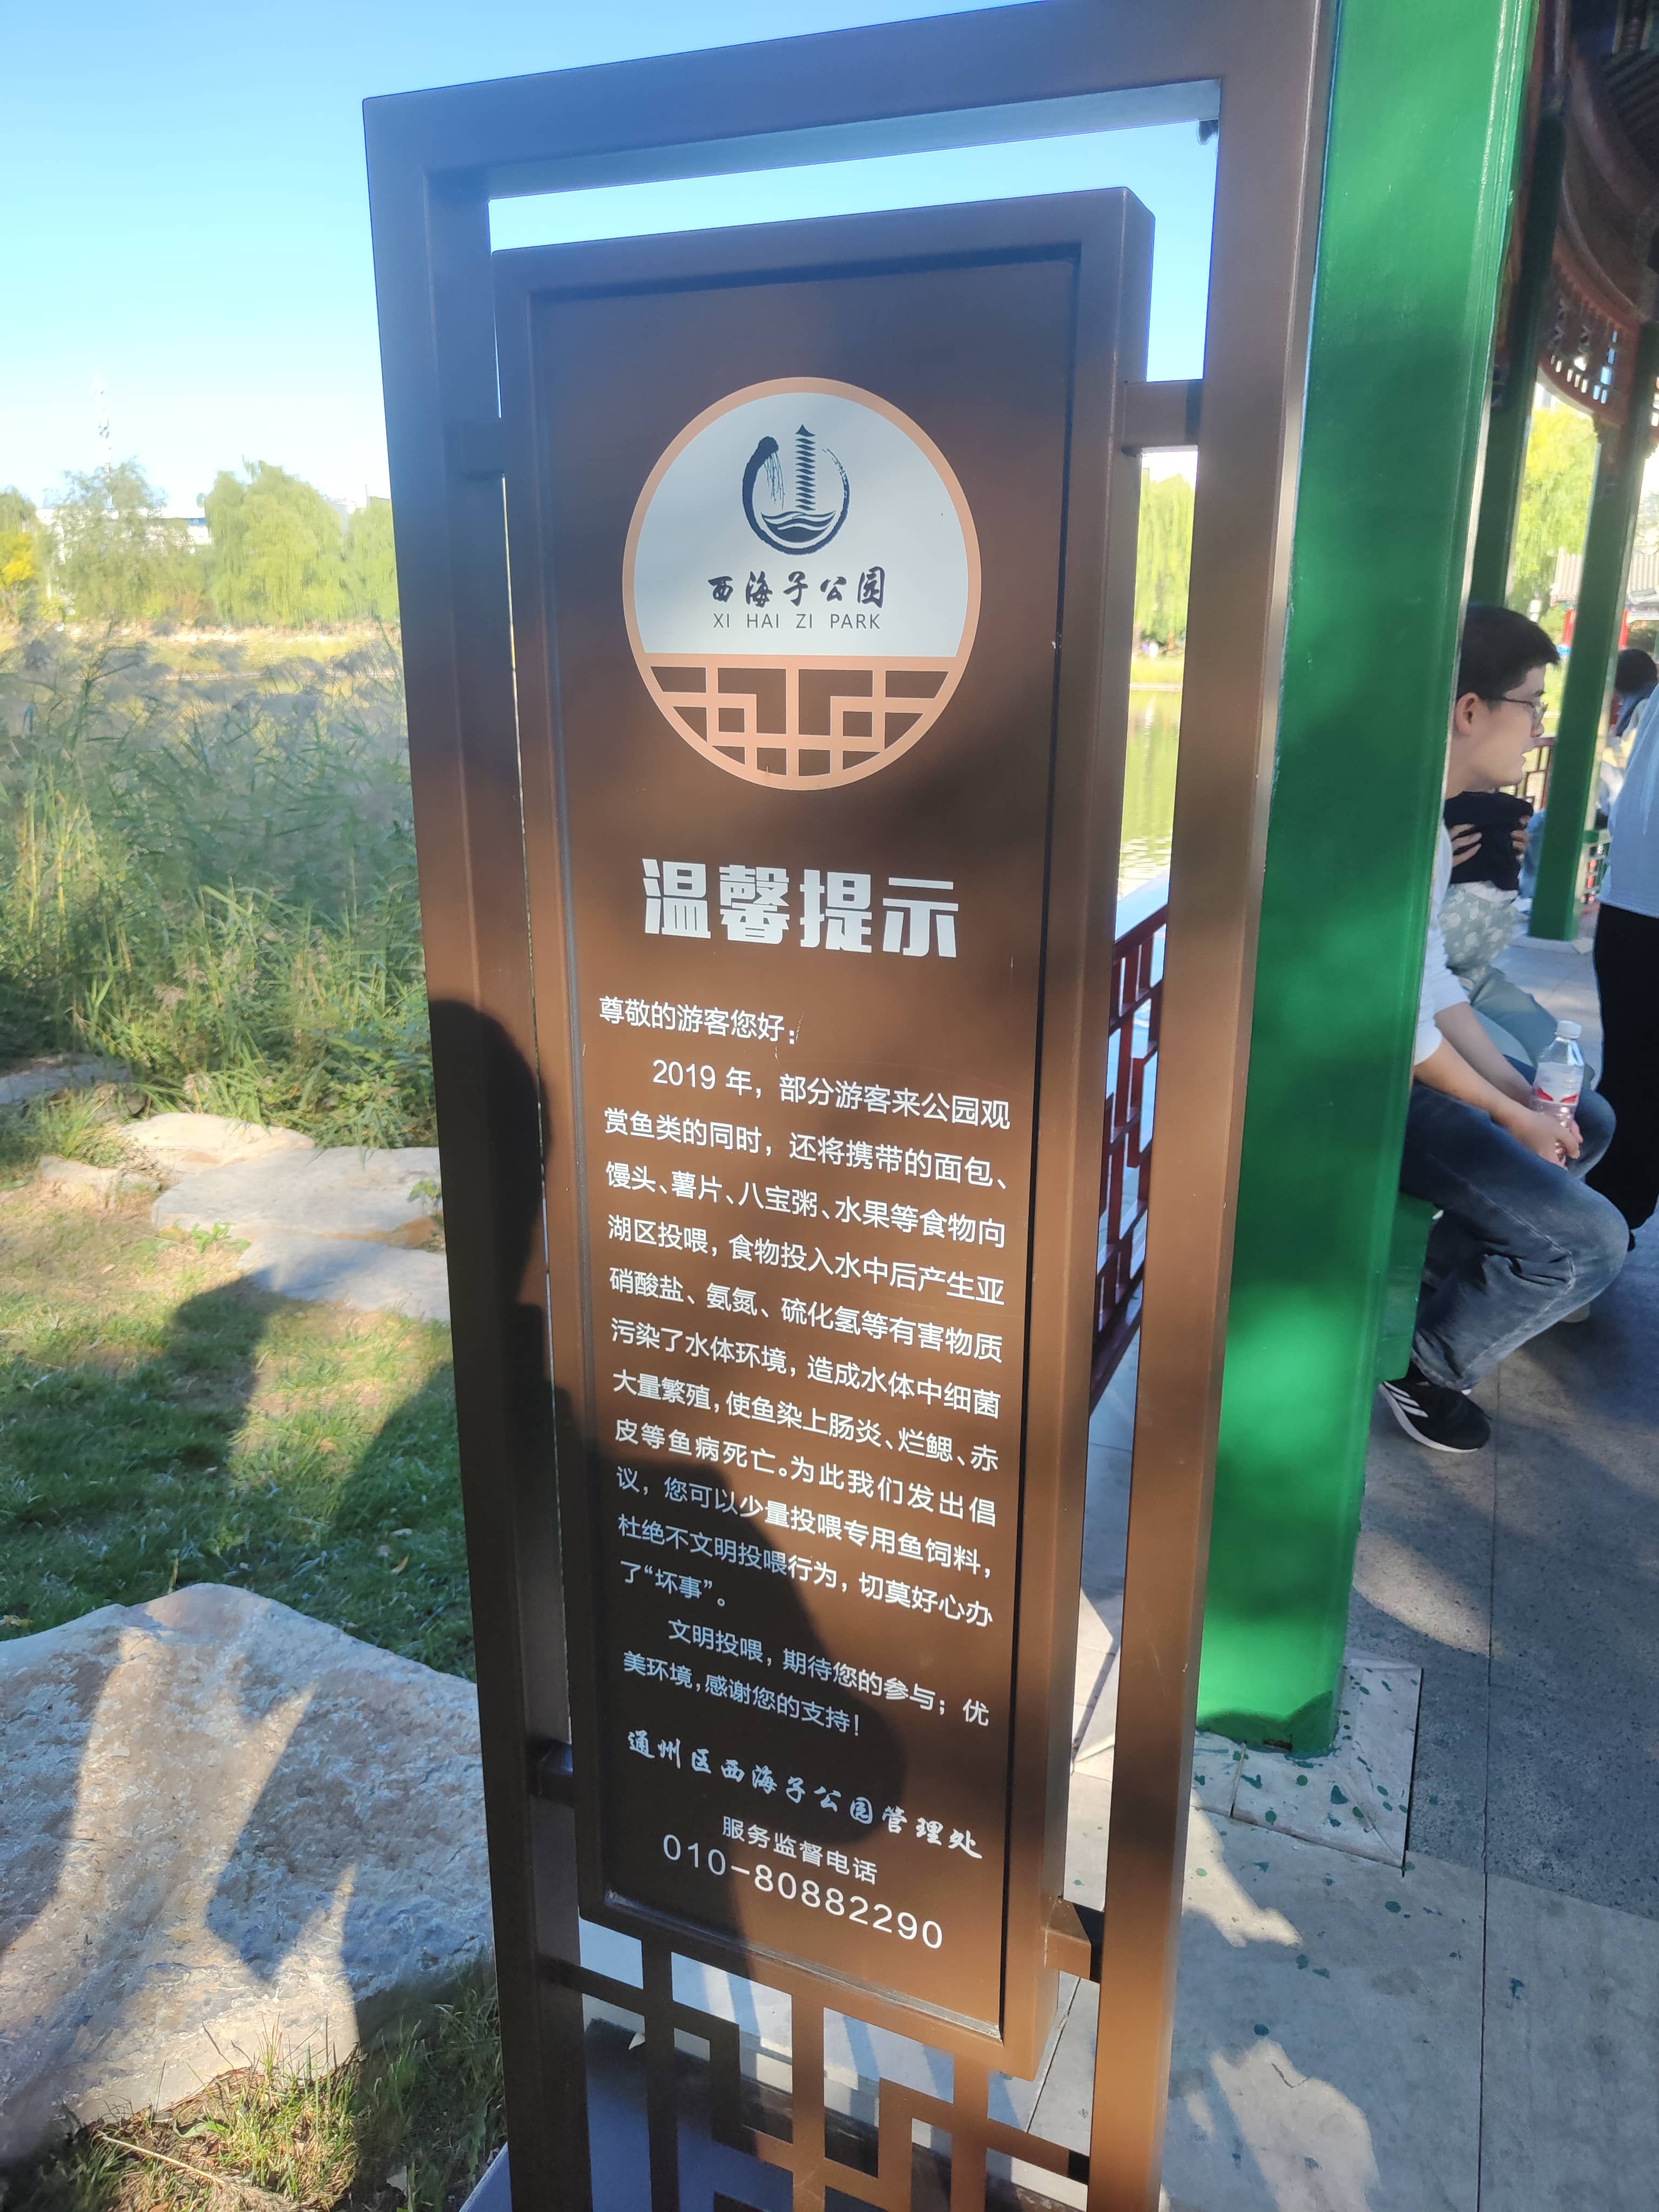 西海子公园
XI HAI ZI PARK
温馨提示
尊敬的游客您好：
2019 年，部分游客来公园观
赏鱼类的同时，还将携带的面包、
馒头、薯片、八宝粥、水果等食物向
湖区投喂，食物投入水中后产生亚
硝酸盐、氨氮、硫化氢等有害物质
污染了水体环境，造成水体中细菌
大量繁殖，使鱼染上肠炎、烂鳃、赤
皮等鱼病死亡。为此我们发出倡
议，您可以少量投喂专用鱼饲料，
杜绝不文明投喂行为，切莫好心办
了“坏事”。
文明投喂，期待您的参与；优
美环境，感谢您的支持！
通州区西海子公园管理处
服务监督电话
010-80882290